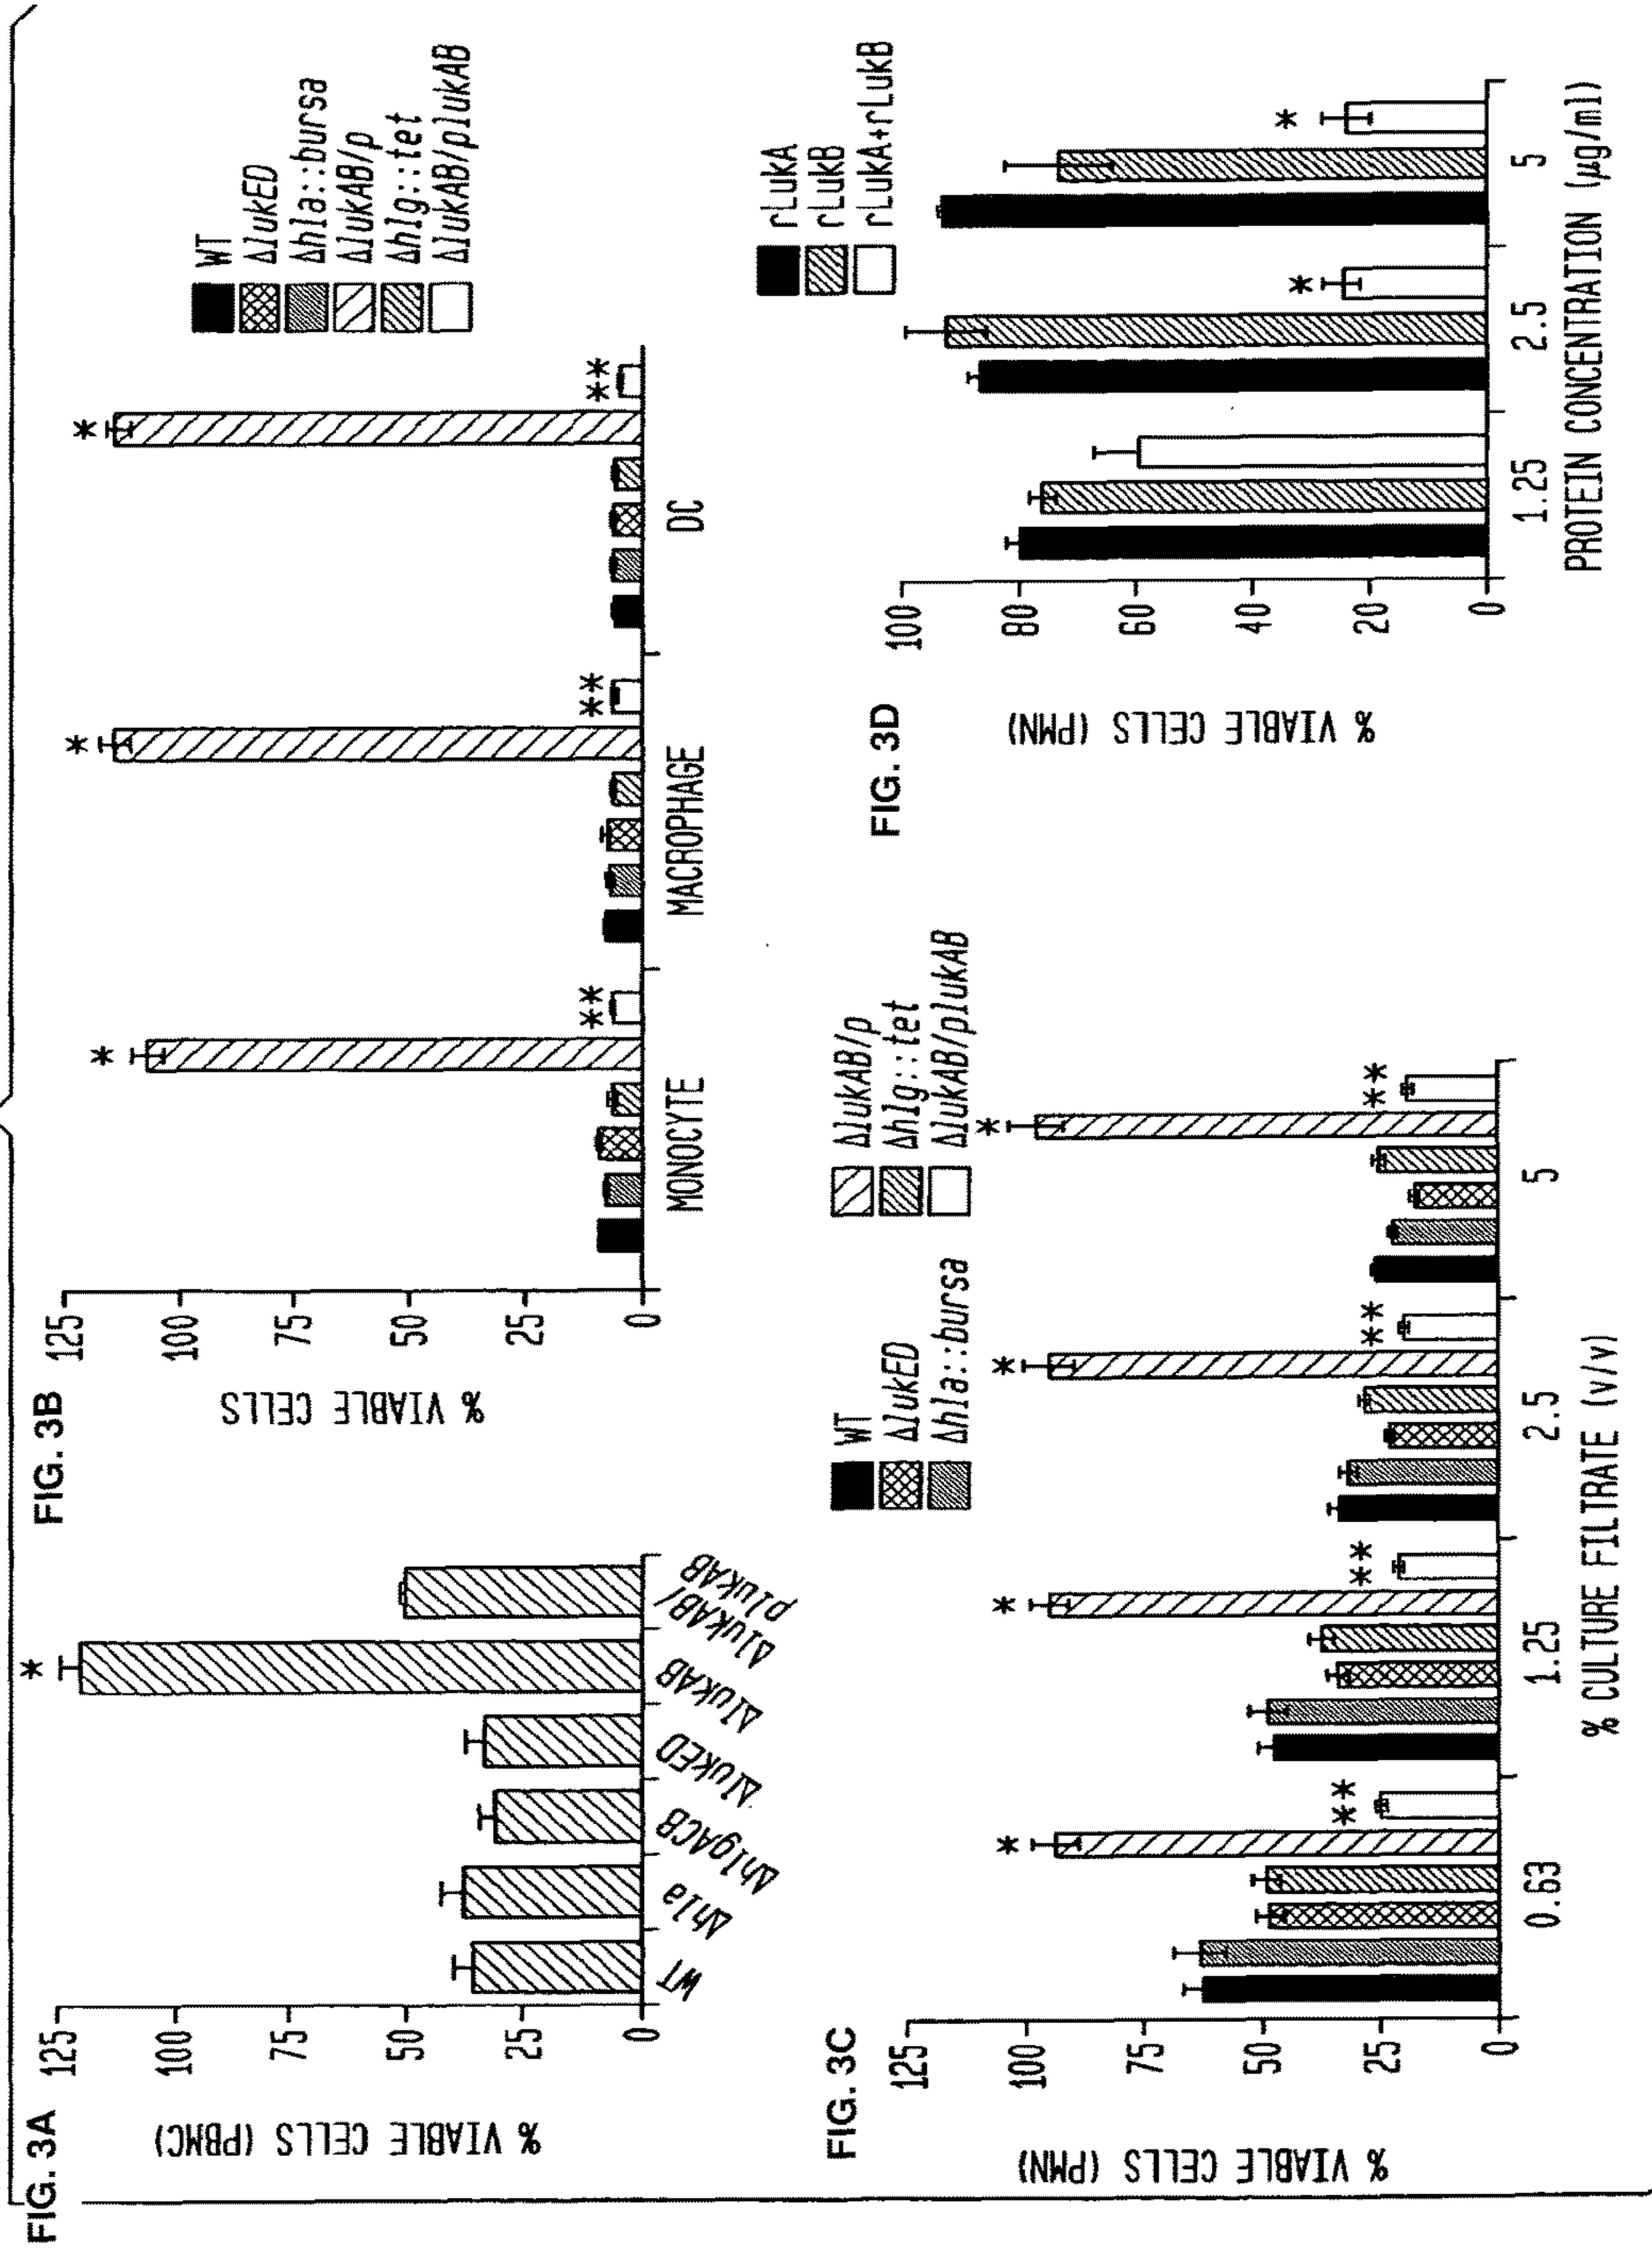 FIG. 3A
% VIABLE CELLS (PBMC)
125
100
75
50
25
0
WT
Δhla
ΔhlgACB
ΔlukED
ΔlukAB
ΔlukAB/
plukAB
*
FIG. 3B
% VIABLE CELLS
125
100
75
50
25
0
MONOCYTE
MACROPHAGE
DC
*
**
*
**
*
**
WT
ΔlukED
Δhla::bursa
ΔlukAB/p
Δhlg::tet
ΔlukAB/plukAB
FIG. 3C
% VIABLE CELLS (PMN)
125
100
75
50
25
0
WT
ΔlukED
Δhla::bursa
ΔlukAB/p
Δhlg::tet
ΔlukAB/plukAB
*
**
*
**
*
**
*
**
0.63
1.25
2.5
5
% CULTURE FILTRATE (v/v)
FIG. 3D
% VIABLE CELLS (PMN)
100
80
60
40
20
0
rLukA
rLukB
rLukA+rLukB
*
*
1.25
2.5
5
PROTEIN CONCENTRATION (μg/ml)